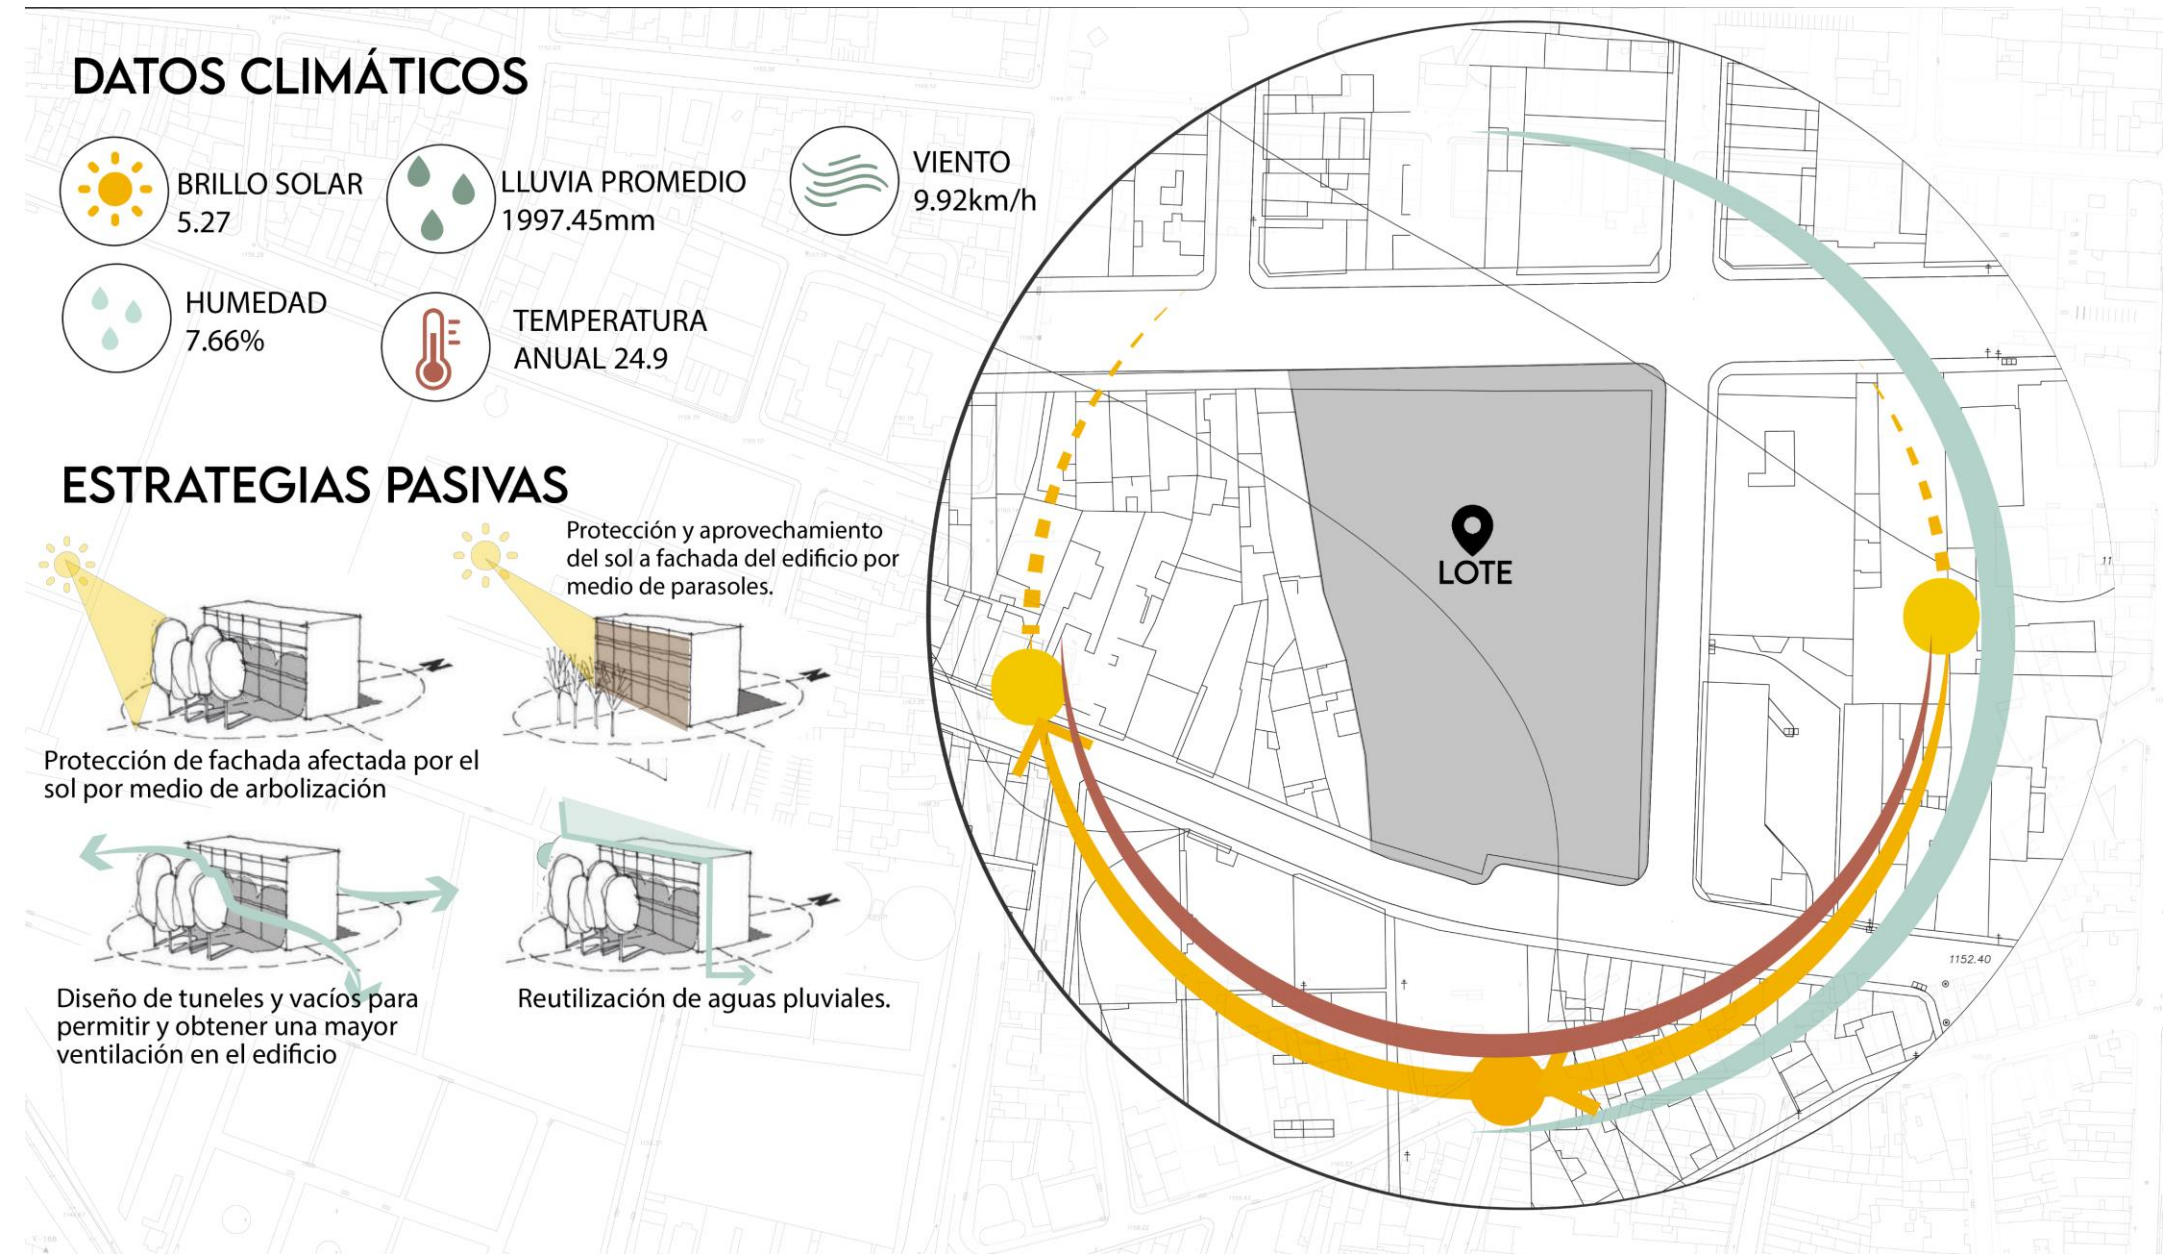 DATOS CLIMÁTICOS
BRILLO SOLAR
5.27
LLUVIA PROMEDIO
1997.45mm
VIENTO
9.92km/h
HUMEDAD
7.66%
TEMPERATURA
ANUAL 24.9
ESTRATEGIAS PASIVAS
Protección y aprovechamiento
del sol a fachada del edificio por
medio de parasoles.
N
N
Protección de fachada afectada por el
sol por medio de arbolización
N
N
Diseño de tuneles y vacíos para
permitir y obtener una mayor
ventilación en el edificio
Reutilización de aguas pluviales.
LOTE
11
1152.40